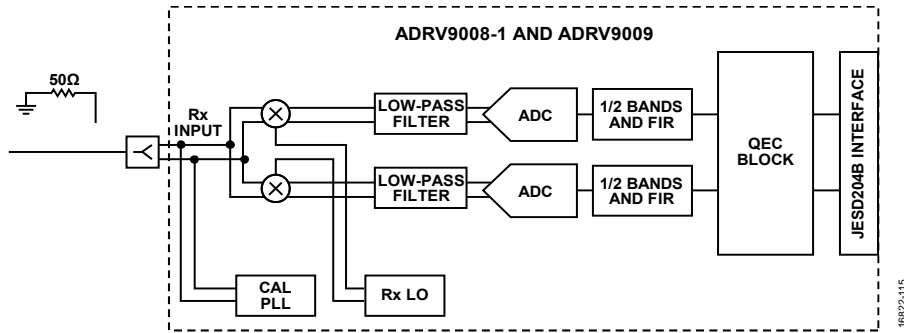 ADRV9008-1 AND ADRV9009
50Ω
Rx
INPUT
LOW-PASS
FILTER
ADC
1/2 BANDS
AND FIR
LOW-PASS
FILTER
ADC
1/2 BANDS
AND FIR
QEC
BLOCK
JESD204B INTERFACE
CAL
PLL
Rx LO
16822-115